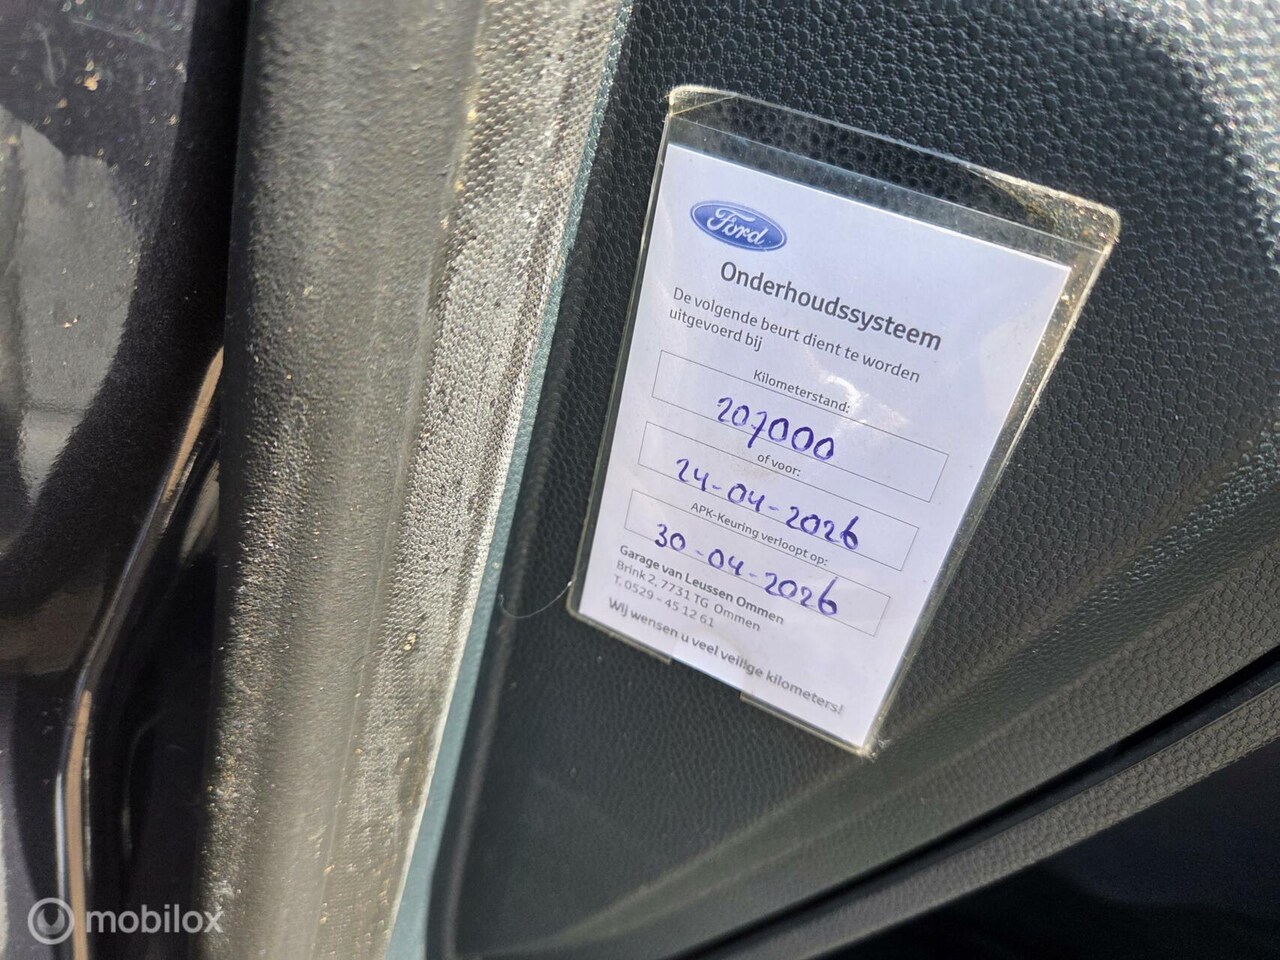 Ford
Onderhoudssysteem
De volgende beurt dient te worden
uitgevoerd bij
Kilometerstand:
207000
of voor:
24-04-2026
APK-Keuring verloopt op:
30-04-2026
Garage van Leussen Ommen
Brink 2, 7731 TG Ommen
T. 0529 - 45 12 61
Wij wensen u veel veilige kilometers!
mobilox